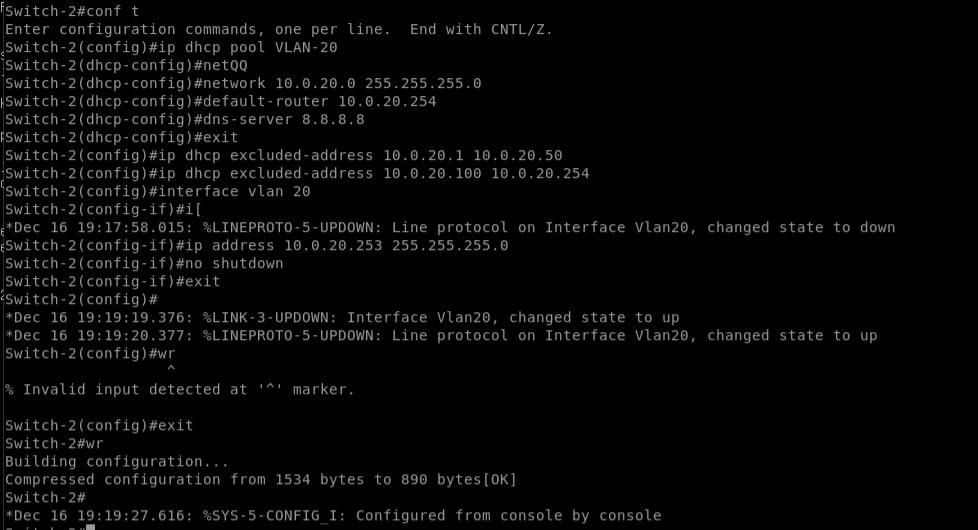 Switch-2#conf t
Enter configuration commands, one per line.  End with CNTL/Z.
Switch-2(config)#ip dhcp pool VLAN-20
Switch-2(dhcp-config)#netQQ
Switch-2(dhcp-config)#network 10.0.20.0 255.255.255.0
Switch-2(dhcp-config)#default-router 10.0.20.254
Switch-2(dhcp-config)#dns-server 8.8.8.8
Switch-2(dhcp-config)#exit
Switch-2(config)#ip dhcp excluded-address 10.0.20.1 10.0.20.50
Switch-2(config)#ip dhcp excluded-address 10.0.20.100 10.0.20.254
Switch-2(config)#interface vlan 20
Switch-2(config-if)#i[
*Dec 16 19:17:58.015: %LINEPROTO-5-UPDOWN: Line protocol on Interface Vlan20, changed state to down
Switch-2(config-if)#ip address 10.0.20.253 255.255.255.0
Switch-2(config-if)#no shutdown
Switch-2(config-if)#exit
Switch-2(config)#
*Dec 16 19:19:19.376: %LINK-3-UPDOWN: Interface Vlan20, changed state to up
*Dec 16 19:19:20.377: %LINEPROTO-5-UPDOWN: Line protocol on Interface Vlan20, changed state to up
Switch-2(config)#wr
^
% Invalid input detected at '^' marker.
Switch-2(config)#exit
Switch-2#wr
Building configuration...
Compressed configuration from 1534 bytes to 890 bytes[OK]
Switch-2#
*Dec 16 19:19:27.616: %SYS-5-CONFIG_I: Configured from console by console